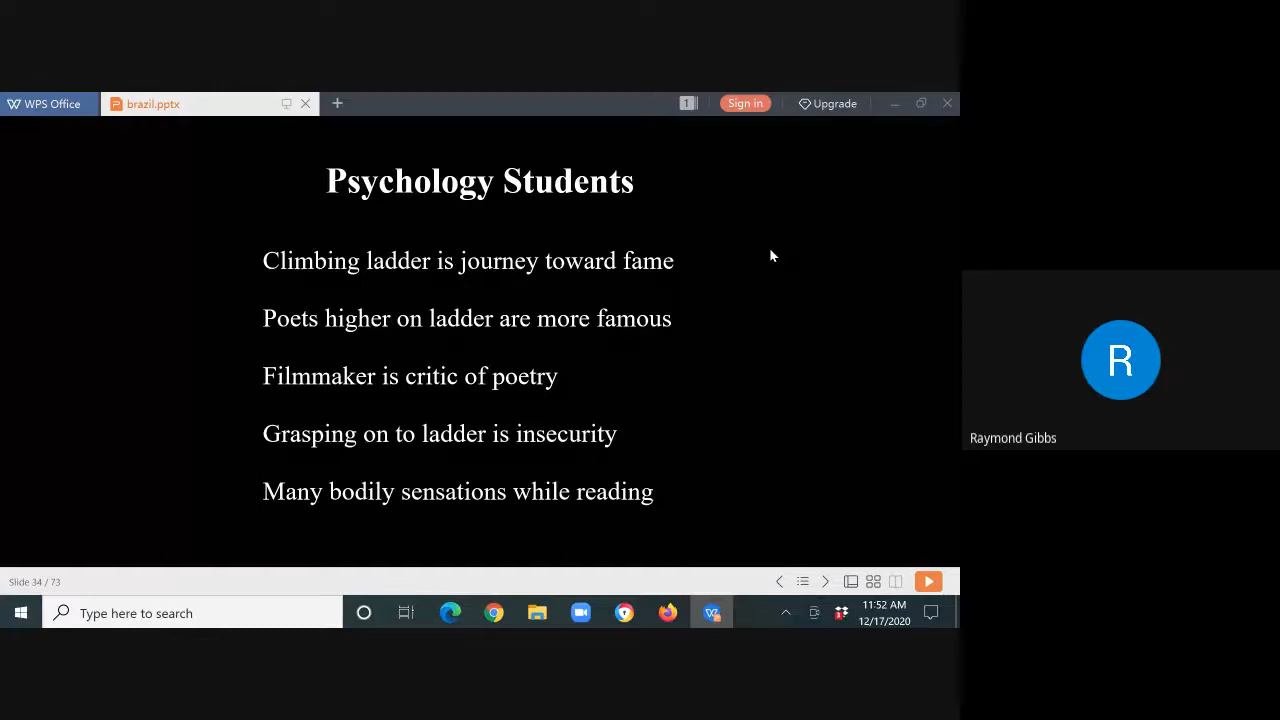 WPS Office
brazil.pptx
1
Sign in
Upgrade
Psychology Students
Climbing ladder is journey toward fame
Poets higher on ladder are more famous
Filmmaker is critic of poetry
Grasping on to ladder is insecurity
Many bodily sensations while reading
R
Raymond Gibbs
Slide 34 / 73
Type here to search
11:52 AM
12/17/2020